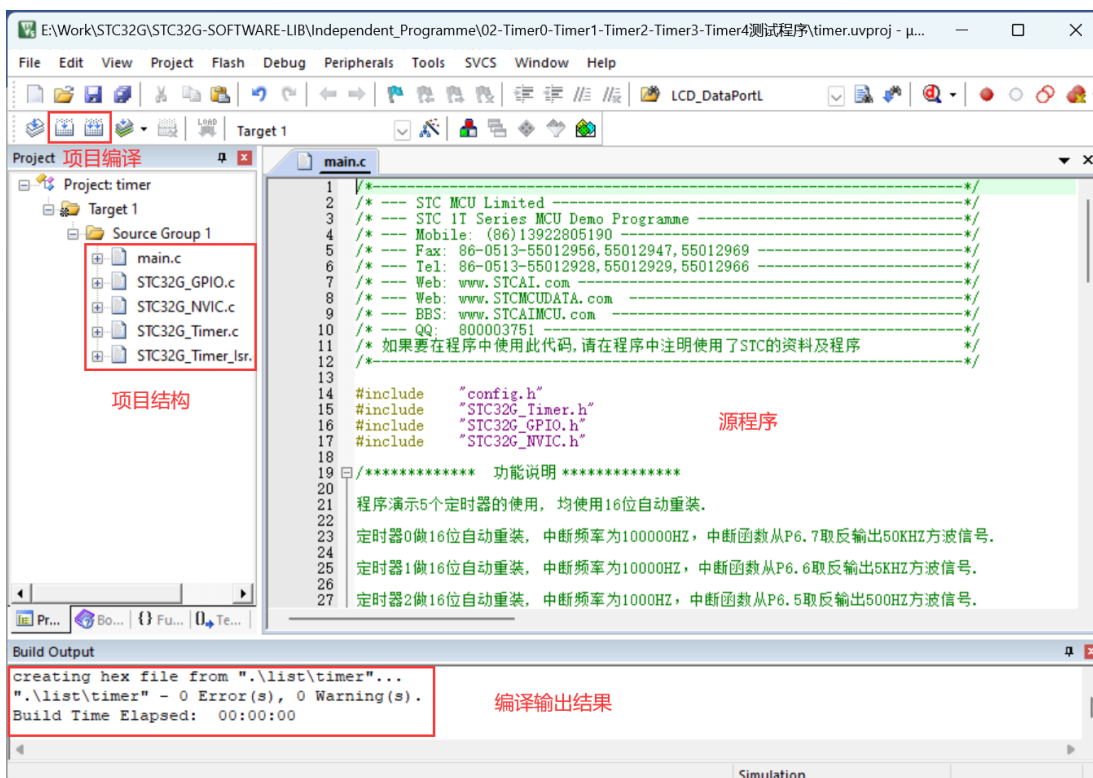 E:\Work\STC32G\STC32G-SOFTWARE-LIB\Independent_Programme\02-Timer0-Timer1-Timer2-Timer3-Timer4测试程序\timer.uvproj - µ...
File Edit View Project Flash Debug Peripherals Tools SVCS Window Help
LCD_DataPortL
LOAD
Target 1
Project 项目编译
main.c
Project: timer
Target 1
Source Group 1
main.c
STC32G_GPIO.c
STC32G_NVIC.c
STC32G_Timer.c
STC32G_Timer_Isr.
项目结构
1 /*---------------------------------------------------------------------*/
2 /* --- STC MCU Limited ------------------------------------------------*/
3 /* --- STC 1T Series MCU Demo Programme -------------------------------*/
4 /* --- Mobile: (86)13922805190 ----------------------------------------*/
5 /* --- Fax: 86-0513-55012956,55012947,55012969 ------------------------*/
6 /* --- Tel: 86-0513-55012928,55012929,55012966 ------------------------*/
7 /* --- Web: www.STCAI.com ---------------------------------------------*/
8 /* --- Web: www.STCMCUDATA.com ---------------------------------------*/
9 /* --- BBS: www.STCAIMCU.com -----------------------------------------*/
10 /* --- QQ: 800003751 -------------------------------------------------*/
11 /* 如果要在程序中使用此代码,请在程序中注明使用了STC的资料及程序 */
12 /*---------------------------------------------------------------------*/
13
14 #include "config.h"
15 #include "STC32G_Timer.h"
16 #include "STC32G_GPIO.h"
17 #include "STC32G_NVIC.h"
源程序
18
19 /************* 功能说明 **************
20
21 程序演示5个定时器的使用, 均使用16位自动重装.
22
23 定时器0做16位自动重装, 中断频率为100000HZ，中断函数从P6.7取反输出50KHZ方波信号.
24
25 定时器1做16位自动重装, 中断频率为10000HZ，中断函数从P6.6取反输出5KHZ方波信号.
26
27 定时器2做16位自动重装, 中断频率为1000HZ，中断函数从P6.5取反输出500HZ方波信号.
Pr... Bo... {} Fu... 0 Te...
Build Output
creating hex file from ".\list\timer"...
".\list\timer" - 0 Error(s), 0 Warning(s).
Build Time Elapsed: 00:00:00
编译输出结果
Simulation